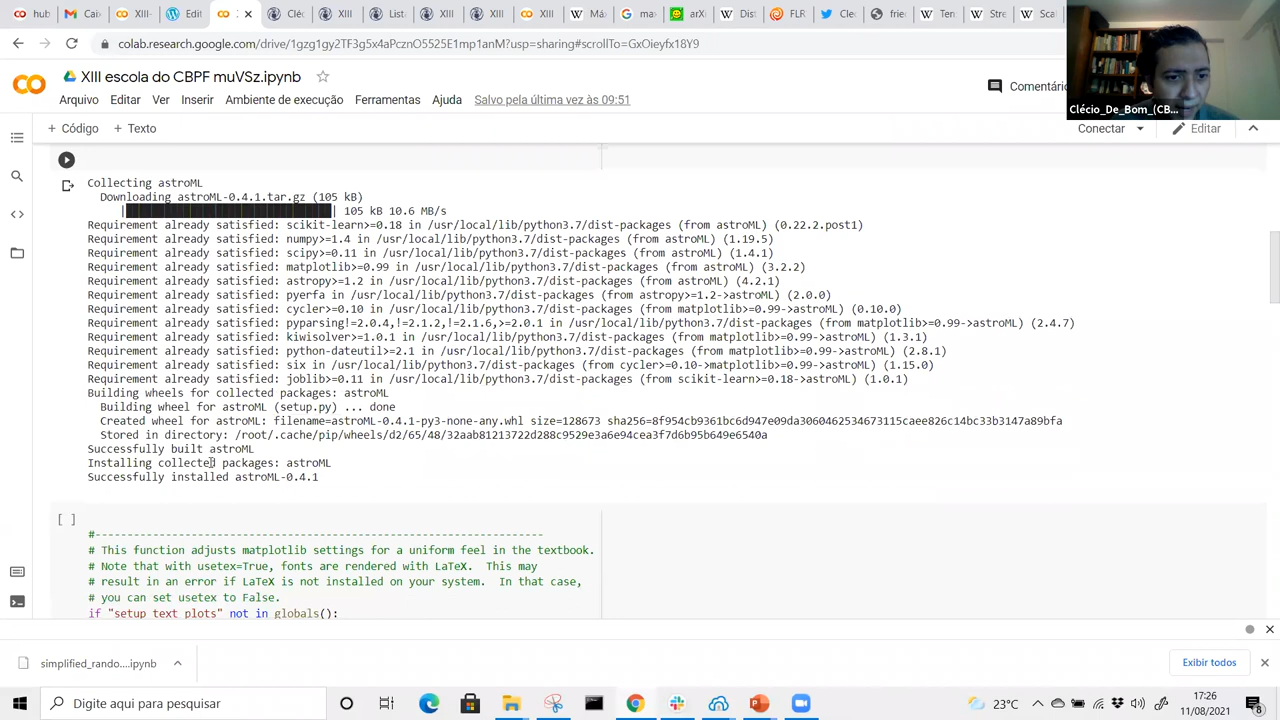 hub
Cai
XIII
Edit
Clé
XIII
List
XIII
XIII
XIII
Má
ma
arX
Dis
FLR
Cle
frie
Ten
Stre
Sca
colab.research.google.com/drive/1gzg1gy2TF3g5x4aPcznO5525E1mp1anM?usp=sharing#scrollTo=GxOieyfx18Y9
XIII escola do CBPF muVSz.ipynb
Arquivo Editar Ver Inserir Ambiente de execução Ferramentas Ajuda Salvo pela última vez às 09:51
Comentário
Clécio_De_Bom_(CB...
+ Código + Texto
Conectar Editar
Collecting astroML
Downloading astroML-0.4.1.tar.gz (105 kB)
| | 105 kB 10.6 MB/s
Requirement already satisfied: scikit-learn>=0.18 in /usr/local/lib/python3.7/dist-packages (from astroML) (0.22.2.post1)
Requirement already satisfied: numpy>=1.4 in /usr/local/lib/python3.7/dist-packages (from astroML) (1.19.5)
Requirement already satisfied: scipy>=0.11 in /usr/local/lib/python3.7/dist-packages (from astroML) (1.4.1)
Requirement already satisfied: matplotlib>=0.99 in /usr/local/lib/python3.7/dist-packages (from astroML) (3.2.2)
Requirement already satisfied: astropy>=1.2 in /usr/local/lib/python3.7/dist-packages (from astroML) (4.2.1)
Requirement already satisfied: pyerfa in /usr/local/lib/python3.7/dist-packages (from astropy>=1.2->astroML) (2.0.0)
Requirement already satisfied: cycler>=0.10 in /usr/local/lib/python3.7/dist-packages (from matplotlib>=0.99->astroML) (0.10.0)
Requirement already satisfied: pyparsing!=2.0.4,!=2.1.2,!=2.1.6,>=2.0.1 in /usr/local/lib/python3.7/dist-packages (from matplotlib>=0.99->astroML) (2.4.7)
Requirement already satisfied: kiwisolver>=1.0.1 in /usr/local/lib/python3.7/dist-packages (from matplotlib>=0.99->astroML) (1.3.1)
Requirement already satisfied: python-dateutil>=2.1 in /usr/local/lib/python3.7/dist-packages (from matplotlib>=0.99->astroML) (2.8.1)
Requirement already satisfied: six in /usr/local/lib/python3.7/dist-packages (from cycler>=0.10->matplotlib>=0.99->astroML) (1.15.0)
Requirement already satisfied: joblib>=0.11 in /usr/local/lib/python3.7/dist-packages (from scikit-learn>=0.18->astroML) (1.0.1)
Building wheels for collected packages: astroML
Building wheel for astroML (setup.py) ... done
Created wheel for astroML: filename=astroML-0.4.1-py3-none-any.whl size=128673 sha256=8f954cb9361bc6d947e09da3060462534673115caee826c14bc33b3147a89bfa
Stored in directory: /root/.cache/pip/wheels/d2/65/48/32aab81213722d288c9529e3a6e94cea3f7d6b95b649e6540a
Successfully built astroML
Installing collected packages: astroML
Successfully installed astroML-0.4.1
[ ]
#----------------------------------------------------------------------
# This function adjusts matplotlib settings for a uniform feel in the textbook.
# Note that with usetex=True, fonts are rendered with LaTeX. This may
# result in an error if LaTeX is not installed on your system. In that case,
# you can set usetex to False.
if "setup_text_plots" not in globals():
simplified_rando....ipynb
Exibir todos
Digite aqui para pesquisar
23°C
17:26
11/08/2021
8